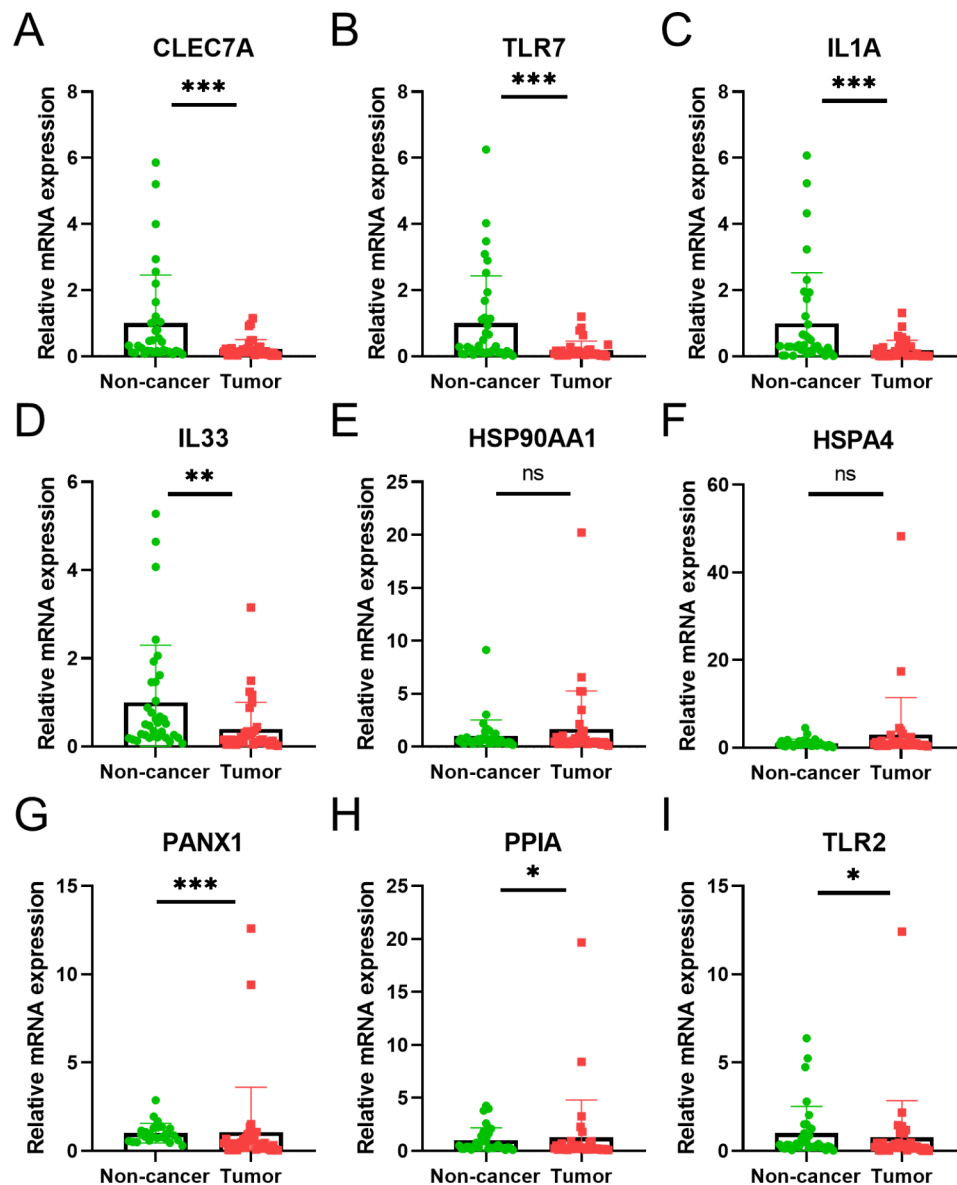 A
CLEC7A
***
Relative mRNA expression
8
6
4
2
0
Non-cancer Tumor
B
TLR7
***
Relative mRNA expression
8
6
4
2
0
Non-cancer Tumor
C
IL1A
***
Relative mRNA expression
8
6
4
2
0
Non-cancer Tumor
D
IL33
**
Relative mRNA expression
6
4
2
0
Non-cancer Tumor
E
HSP90AA1
ns
Relative mRNA expression
25
20
15
10
5
0
Non-cancer Tumor
F
HSPA4
ns
Relative mRNA expression
60
40
20
0
Non-cancer Tumor
G
PANX1
***
Relative mRNA expression
15
10
5
0
Non-cancer Tumor
H
PPIA
*
Relative mRNA expression
25
20
15
10
5
0
Non-cancer Tumor
I
TLR2
*
Relative mRNA expression
15
10
5
0
Non-cancer Tumor